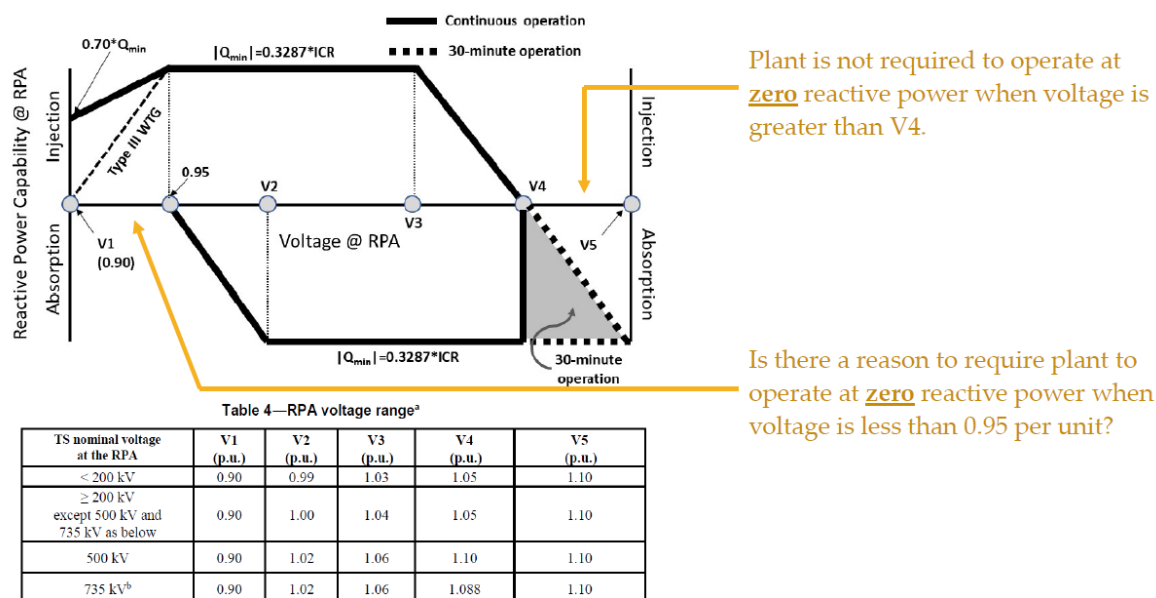 Continuous operation
30-minute operation
0.70*Qmin
|Qmin|=0.3287*ICR
Reactive Power Capability @ RPA
Injection
Absorption
Type III WTG
0.95
V1
(0.90)
V2
V3
V4
V5
Voltage @ RPA
Injection
Absorption
|Qmin|=0.3287*ICR
30-minute
operation
Plant is not required to operate at
zero reactive power when voltage is
greater than V4.
Is there a reason to require plant to
operate at zero reactive power when
voltage is less than 0.95 per unit?
Table 4—RPA voltage rangeª
TS nominal voltage at the RPA | V1 (p.u.) | V2 (p.u.) | V3 (p.u.) | V4 (p.u.) | V5 (p.u.)
< 200 kV | 0.90 | 0.99 | 1.03 | 1.05 | 1.10
≥ 200 kV except 500 kV and 735 kV as below | 0.90 | 1.00 | 1.04 | 1.05 | 1.10
500 kV | 0.90 | 1.02 | 1.06 | 1.10 | 1.10
735 kVᵇ | 0.90 | 1.02 | 1.06 | 1.088 | 1.10